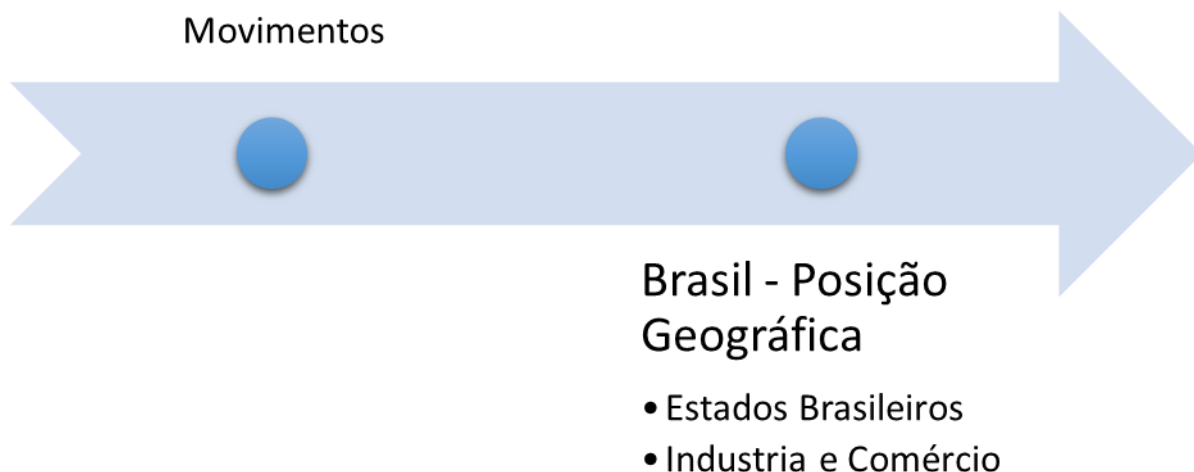 Movimentos
Brasil - Posição
Geográfica
• Estados Brasileiros
• Industria e Comércio